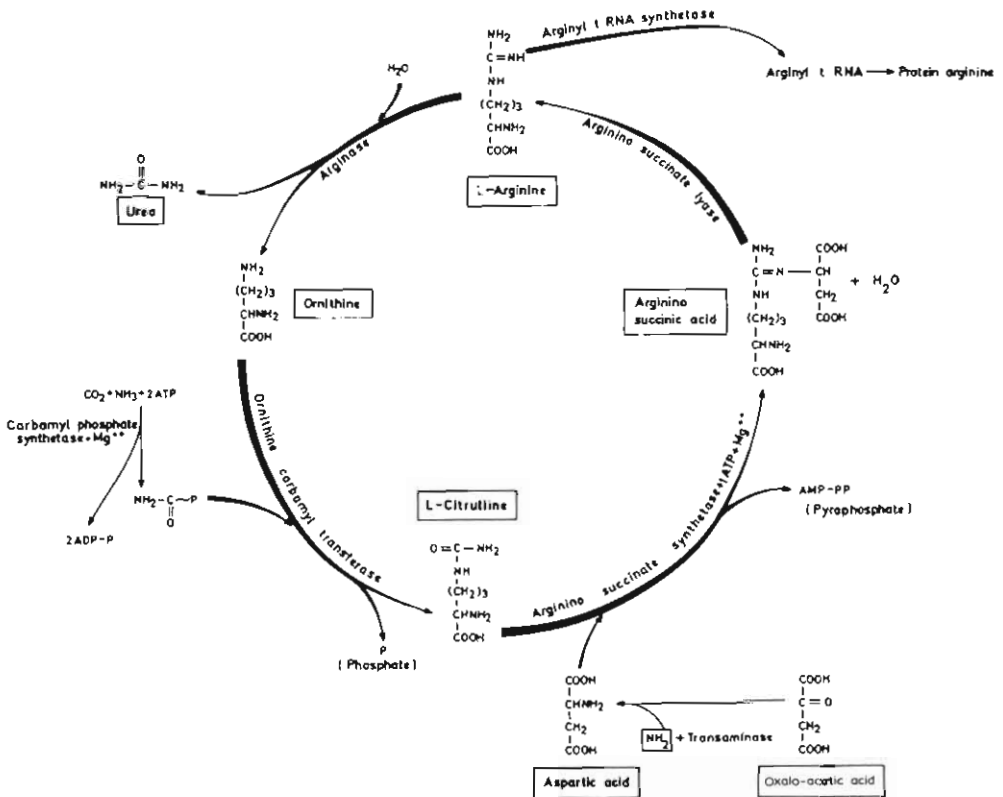 Arginyl t RNA synthetase
Arginyl t RNA → Protein arginine
NH2
C=NH
NH
(CH2)3
CHNH2
COOH
L-Arginine
H2O
Arginase
NH2-C-NH2
O
Urea
Arginino succinate lyase
NH2
(CH2)3
CHNH2
COOH
Ornithine
Arginino
succinic acid
NH2
C=N-CH
NH
(CH2)3
CHNH2
COOH
COOH
CH2
COOH
+ H2O
CO2+NH3+2ATP
Carbamyl phosphate
synthetase+Mg++
NH2-C~P
O
2ADP-P
Ornithine carbamyl transferase
P
(Phosphate)
L-Citrulline
O=C-NH2
NH
(CH2)3
CHNH2
COOH
Arginino succinate synthetase+1ATP+Mg++
AMP-PP
(Pyrophosphate)
COOH
CHNH2
CH2
COOH
Aspartic acid
NH2 + Transaminase
COOH
C=O
CH2
COOH
Oxalo-acetic acid